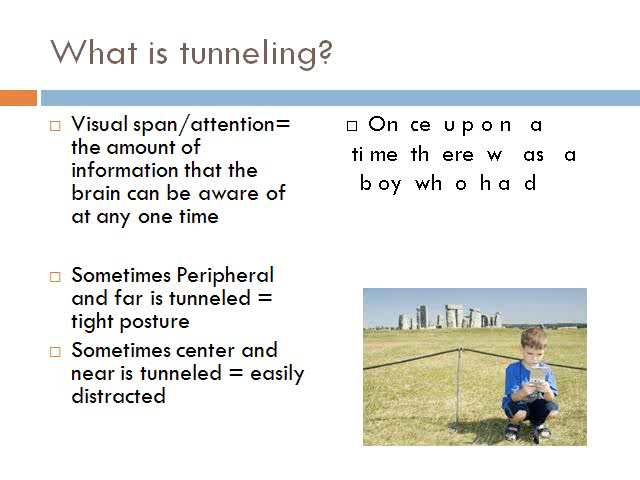 What is tunneling?
Visual span/attention=
the amount of
information that the
brain can be aware of
at any one time
Sometimes Peripheral
and far is tunneled =
tight posture
Sometimes center and
near is tunneled = easily
distracted
On ce u p o n a
ti me th ere w as a
b oy wh o h a d